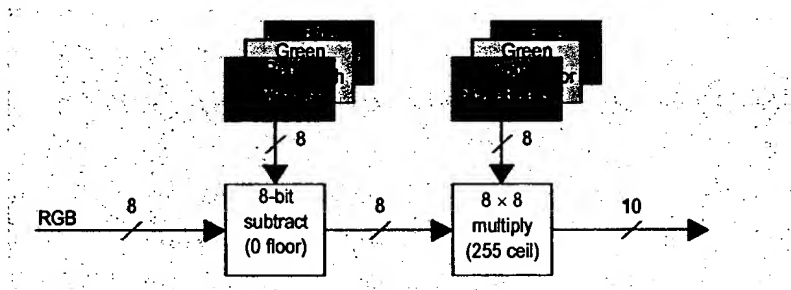 Green
Green
8
8
RGB
8
8-bit
subtract
(0 floor)
8
8 × 8
multiply
(255 ceil)
10